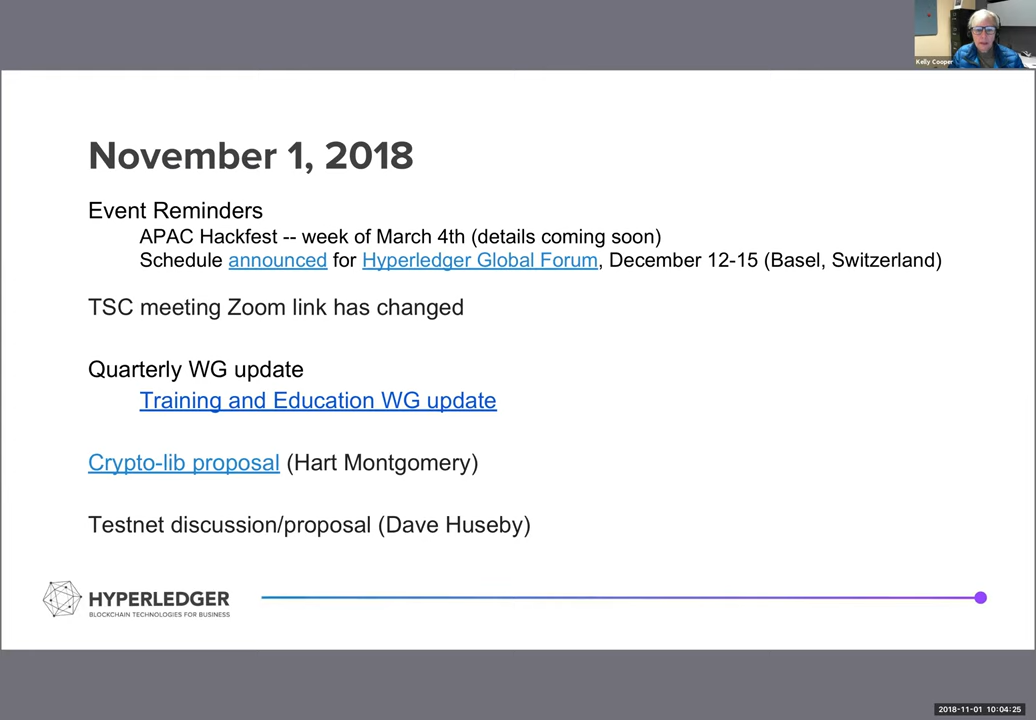 Kelly Cooper
November 1, 2018
Event Reminders
APAC Hackfest -- week of March 4th (details coming soon)
Schedule announced for Hyperledger Global Forum, December 12-15 (Basel, Switzerland)
TSC meeting Zoom link has changed
Quarterly WG update
Training and Education WG update
Crypto-lib proposal (Hart Montgomery)
Testnet discussion/proposal (Dave Huseby)
HYPERLEDGER
BLOCKCHAIN TECHNOLOGIES FOR BUSINESS
2018-11-01 10:04:25